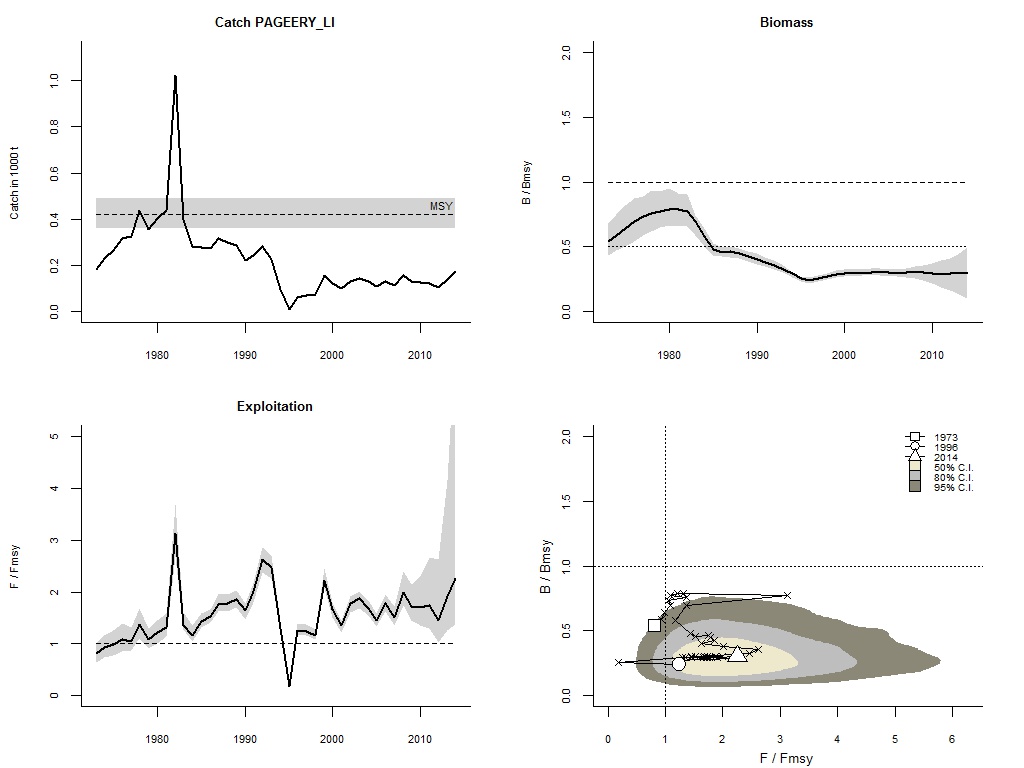 Catch PAGEERY_LI
Catch in 1000 t
0.0 0.2 0.4 0.6 0.8 1.0
MSY
1980 1990 2000 2010
Biomass
B / Bmsy
0.0 0.5 1.0 1.5 2.0
1980 1990 2000 2010
Exploitation
F / Fmsy
0 1 2 3 4 5
1980 1990 2000 2010
B / Bmsy
0.0 0.5 1.0 1.5 2.0
1973
1996
2014
50% C.I.
80% C.I.
95% C.I.
0 1 2 3 4 5 6
F / Fmsy